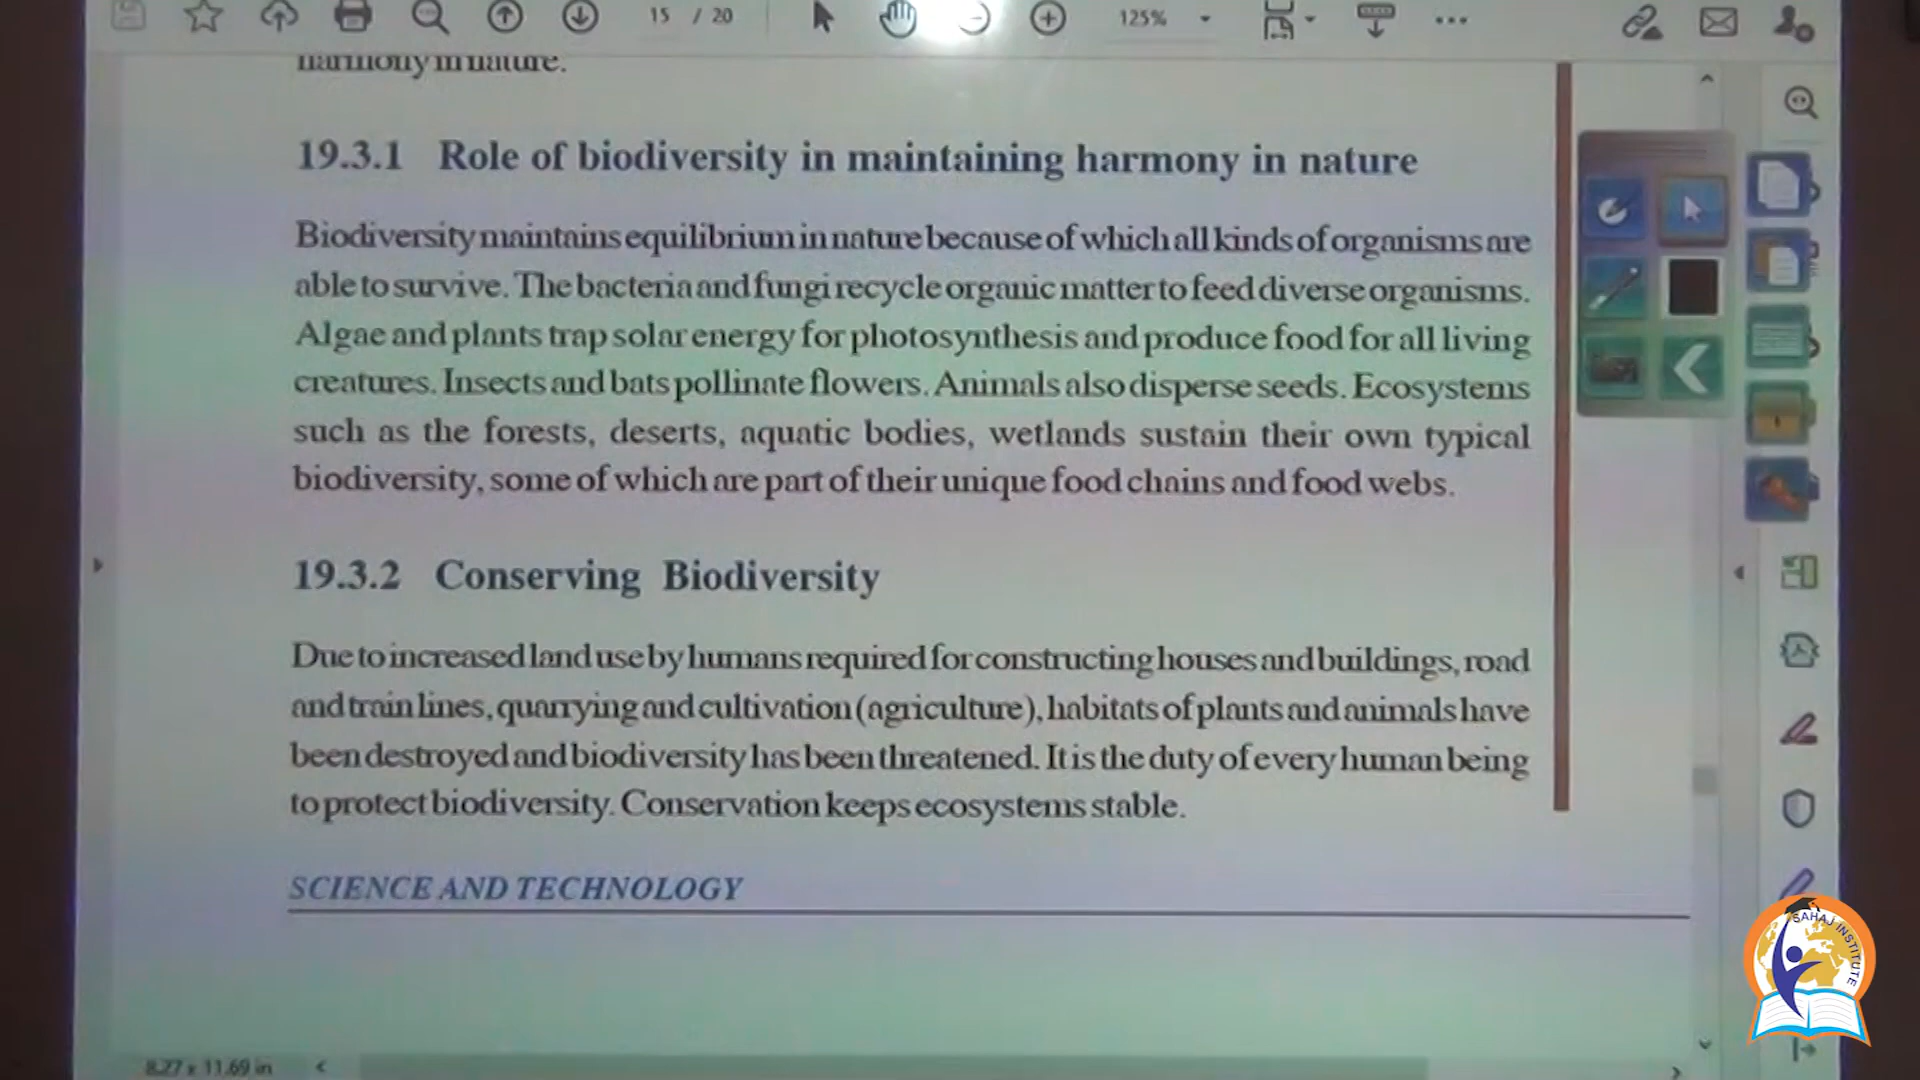 15 / 20
125%
harmony in nature.
19.3.1 Role of biodiversity in maintaining harmony in nature
Biodiversity maintains equilibrium in nature because of which all kinds of organisms are
able to survive. The bacteria and fungi recycle organic matter to feed diverse organisms.
Algae and plants trap solar energy for photosynthesis and produce food for all living
creatures. Insects and bats pollinate flowers. Animals also disperse seeds. Ecosystems
such as the forests, deserts, aquatic bodies, wetlands sustain their own typical
biodiversity, some of which are part of their unique food chains and food webs.
19.3.2 Conserving Biodiversity
Due to increased land use by humans required for constructing houses and buildings, road
and train lines, quarrying and cultivation (agriculture), habitats of plants and animals have
been destroyed and biodiversity has been threatened. It is the duty of every human being
to protect biodiversity. Conservation keeps ecosystems stable.
SCIENCE AND TECHNOLOGY
SAHAJ INSTITUTE
8.27 x 11.69 in